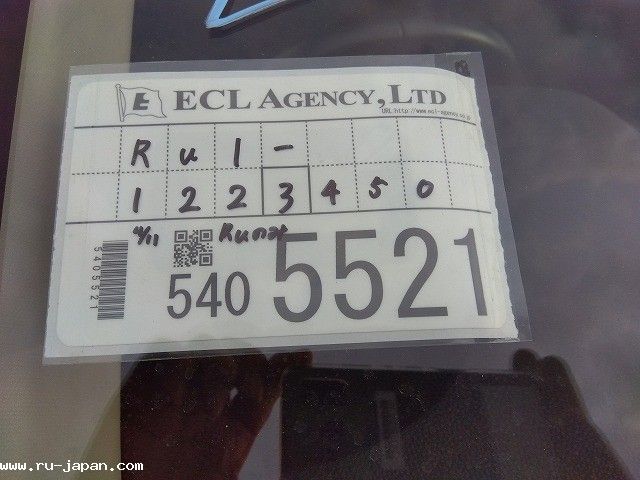 E ECL AGENCY, LTD
URL:http://www.ecl-agency.co.jp
R u 1 -
1 2 2 3 4 5 0
4/11
5405521
540 5521
www.ru-japan.com